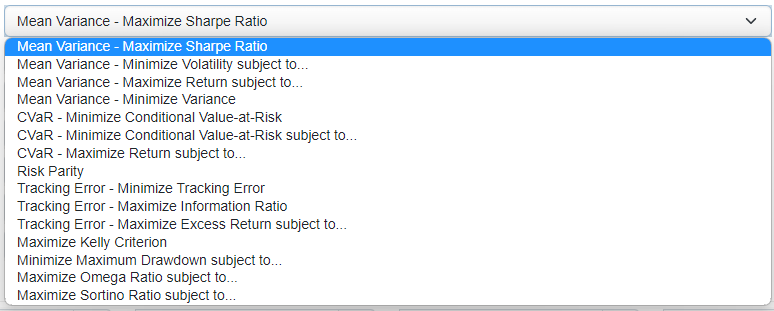 Mean Variance - Maximize Sharpe Ratio
Mean Variance - Maximize Sharpe Ratio
Mean Variance - Minimize Volatility subject to...
Mean Variance - Maximize Return subject to...
Mean Variance - Minimize Variance
CVaR - Minimize Conditional Value-at-Risk
CVaR - Minimize Conditional Value-at-Risk subject to...
CVaR - Maximize Return subject to...
Risk Parity
Tracking Error - Minimize Tracking Error
Tracking Error - Maximize Information Ratio
Tracking Error - Maximize Excess Return subject to...
Maximize Kelly Criterion
Minimize Maximum Drawdown subject to...
Maximize Omega Ratio subject to...
Maximize Sortino Ratio subject to...